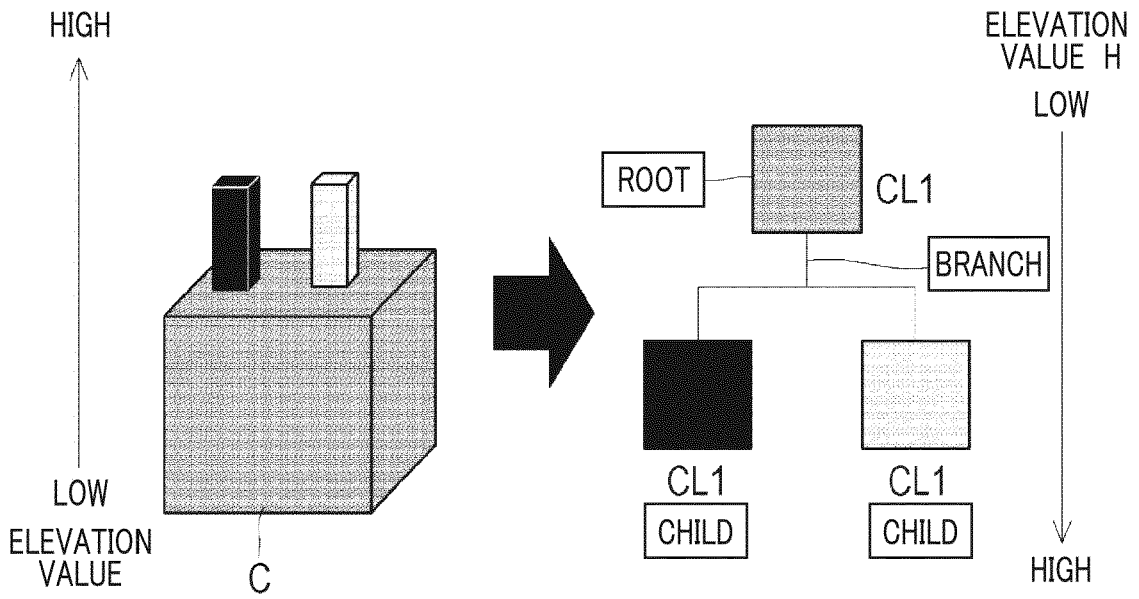 HIGH
LOW
ELEVATION
VALUE
C
ELEVATION
VALUE H
LOW
ROOT
CL1
BRANCH
CL1
CL1
CHILD
CHILD
HIGH